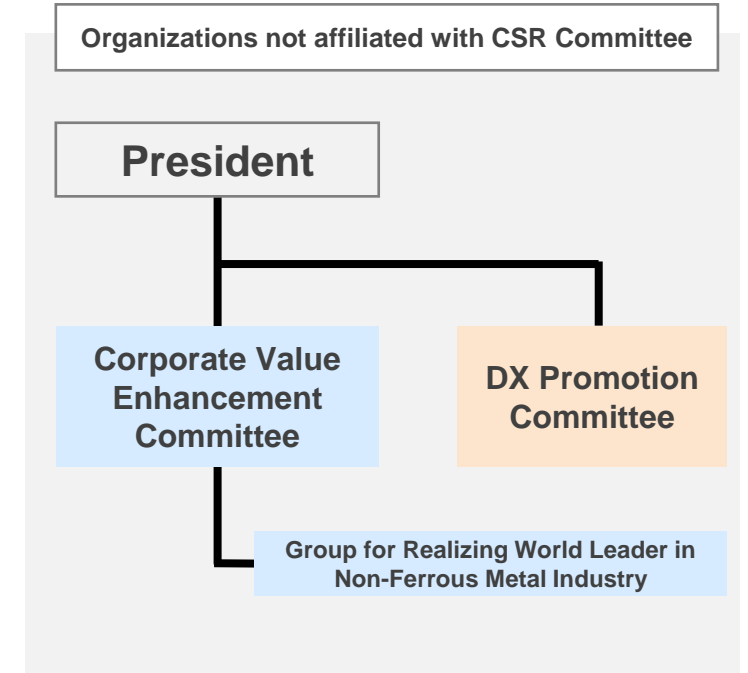 Organizations not affiliated with CSR Committee
President
Corporate Value
Enhancement
Committee
DX Promotion
Committee
Group for Realizing World Leader in
Non-Ferrous Metal Industry